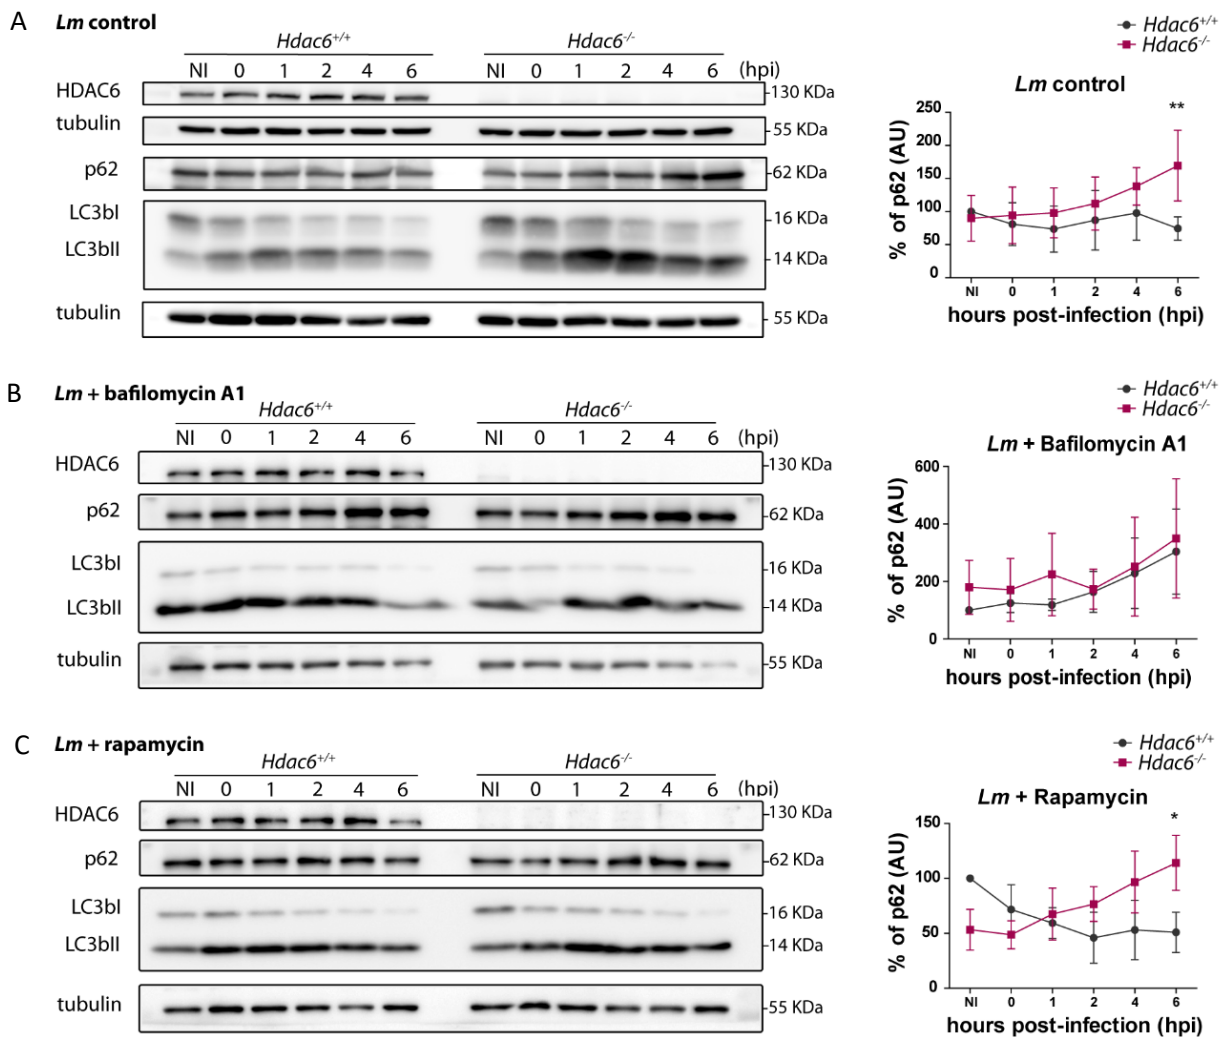 A Lm control
Hdac6+/+ Hdac6-/-
NI 0 1 2 4 6 NI 0 1 2 4 6 (hpi)
HDAC6 130 KDa
tubulin 55 KDa
p62 62 KDa
LC3bI 16 KDa
LC3bII 14 KDa
tubulin 55 KDa
Hdac6+/+
Hdac6-/-
Lm control
**
% of p62 (AU)
250
200
150
100
50
0
NI 0 1 2 4 6
hours post-infection (hpi)
B Lm + bafilomycin A1
Hdac6+/+ Hdac6-/-
NI 0 1 2 4 6 NI 0 1 2 4 6 (hpi)
HDAC6 130 KDa
p62 62 KDa
LC3bI 16 KDa
LC3bII 14 KDa
tubulin 55 KDa
Hdac6+/+
Hdac6-/-
Lm + Bafilomycin A1
% of p62 (AU)
600
400
200
0
NI 0 1 2 4 6
hours post-infection (hpi)
C Lm + rapamycin
Hdac6+/+ Hdac6-/-
NI 0 1 2 4 6 NI 0 1 2 4 6 (hpi)
HDAC6 130 KDa
p62 62 KDa
LC3bI 16 KDa
LC3bII 14 KDa
tubulin 55 KDa
Hdac6+/+
Hdac6-/-
Lm + Rapamycin
*
% of p62 (AU)
150
100
50
0
NI 0 1 2 4 6
hours post-infection (hpi)